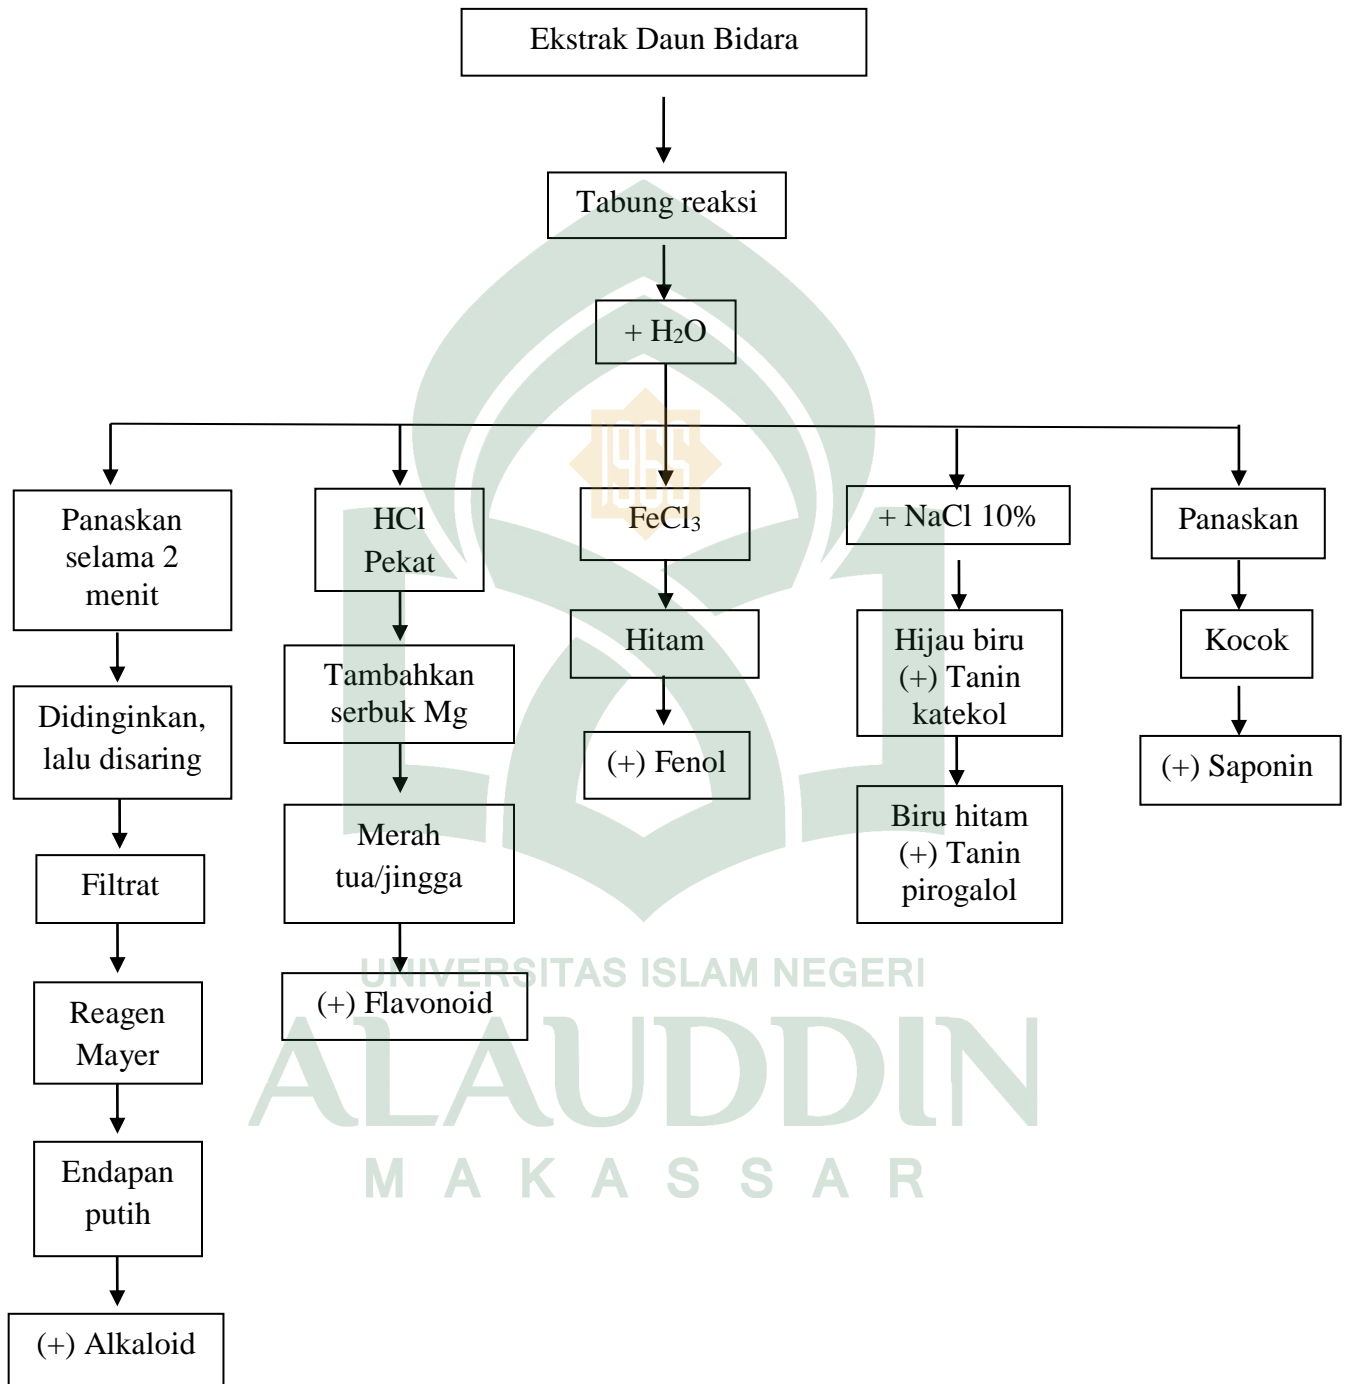 Ekstrak Daun Bidara
Tabung reaksi
+ H₂O
Panaskan
selama 2
menit
Didinginkan,
lalu disaring
Filtrat
Reagen
Mayer
Endapan
putih
(+) Alkaloid
HCl
Pekat
Tambahkan
serbuk Mg
Merah
tua/jingga
(+) Flavonoid
FeCl₃
Hitam
(+) Fenol
+ NaCl 10%
Hijau biru
(+) Tanin
katekol
Biru hitam
(+) Tanin
pirogalol
Panaskan
Kocok
(+) Saponin
1965
UNIVERSITAS ISLAM NEGERI
ALAUDDIN
MAKASSAR